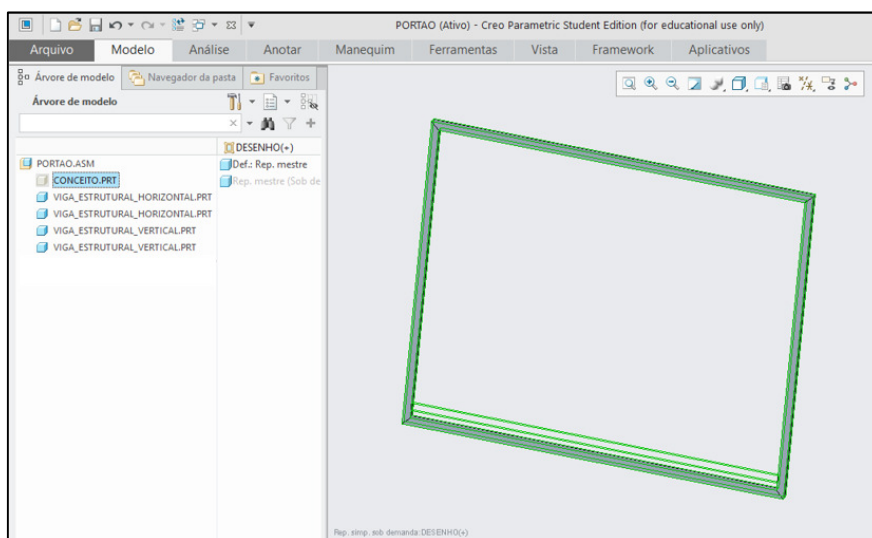 PORTAO (Ativo) - Creo Parametric Student Edition (for educational use only)
Arquivo Modelo Análise Anotar Manequim Ferramentas Vista Framework Aplicativos
Árvore de modelo Navegador da pasta Favoritos
Árvore de modelo
DESENHO(+)
PORTAO.ASM Def.: Rep. mestre
CONCEITO.PRT Rep. mestre (Sob de
VIGA_ESTRUTURAL_HORIZONTAL.PRT
VIGA_ESTRUTURAL_HORIZONTAL.PRT
VIGA_ESTRUTURAL_VERTICAL.PRT
VIGA_ESTRUTURAL_VERTICAL.PRT
Rep. simp. sob demanda:DESENHO(+)